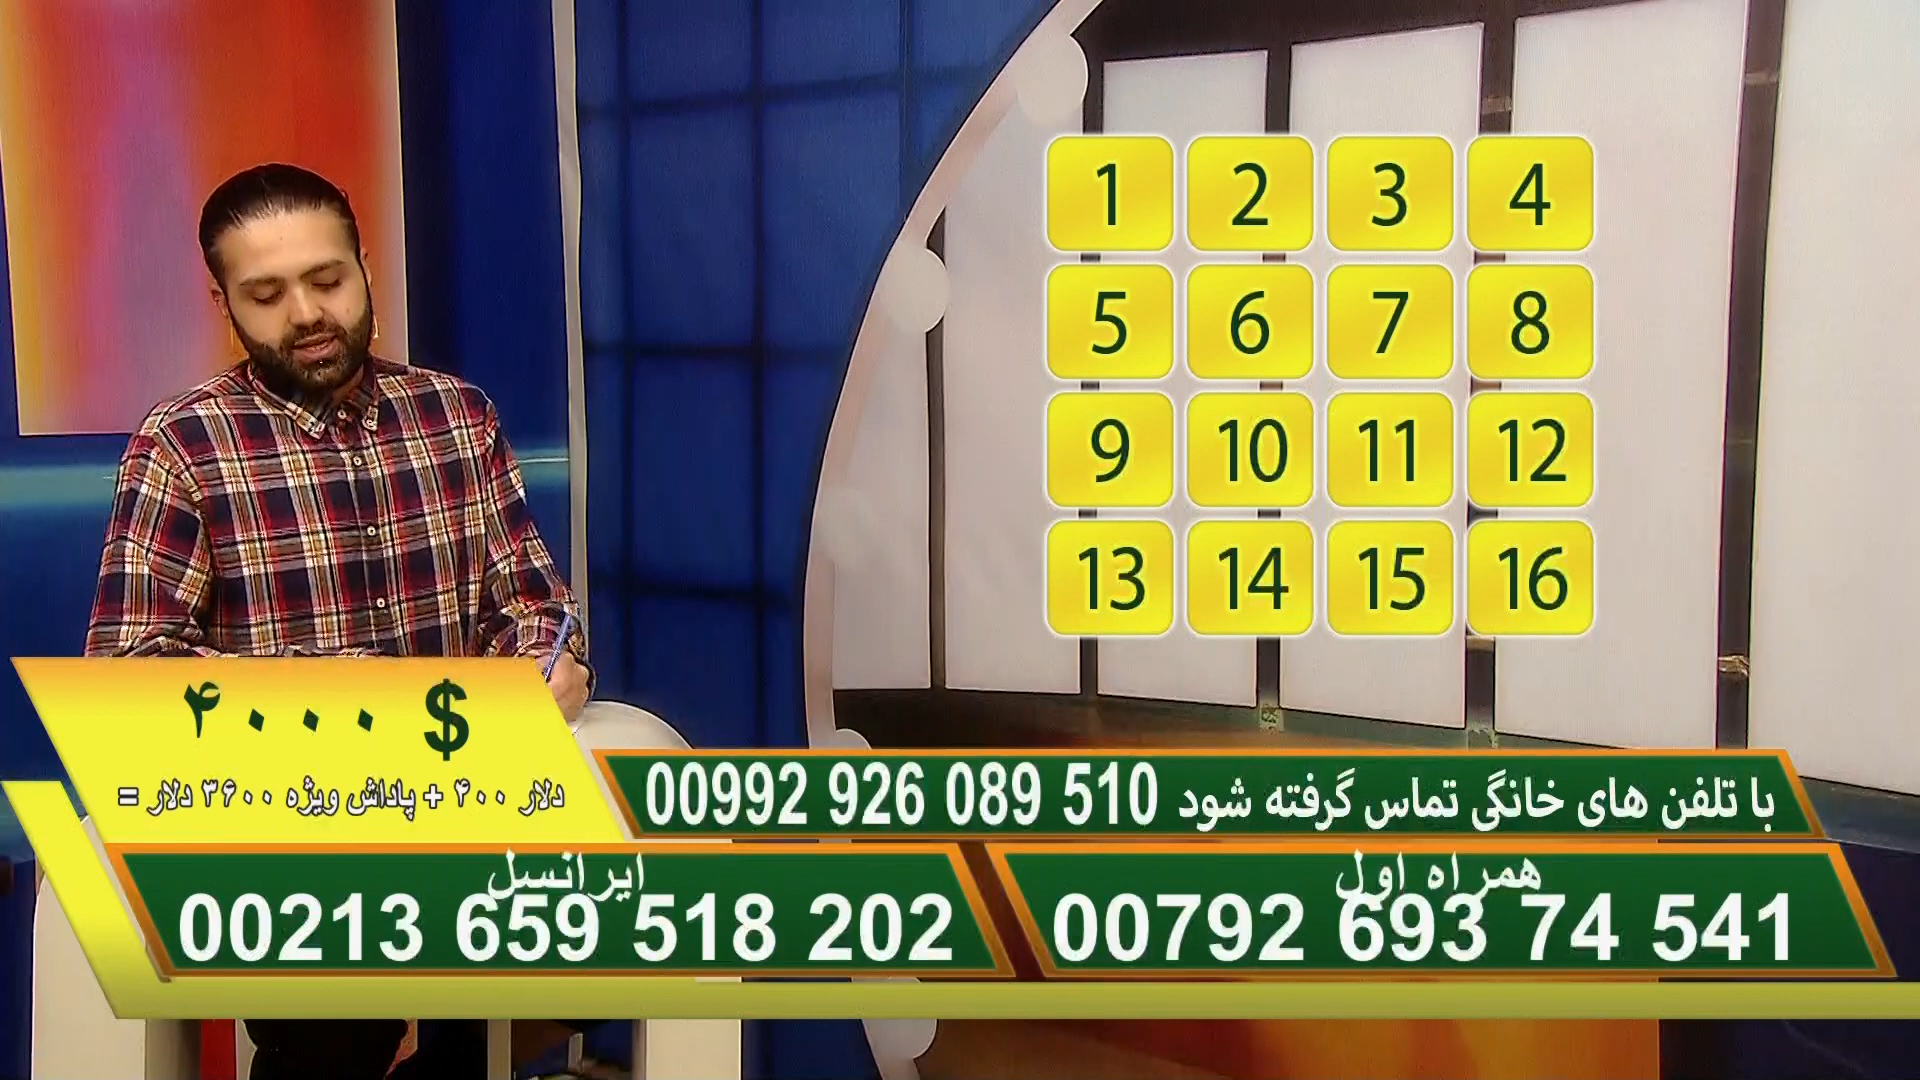 1 2 3 4
5 6 7 8
9 10 11 12
13 14 15 16
۴۰۰۰ $
دلار ۴۰۰ + پاداش ویژه ۳۶۰۰ دلار =
با تلفن های خانگی تماس گرفته شود 00992 926 089 510
ایرانسل
00213 659 518 202
همراه اول
00792 693 74 541